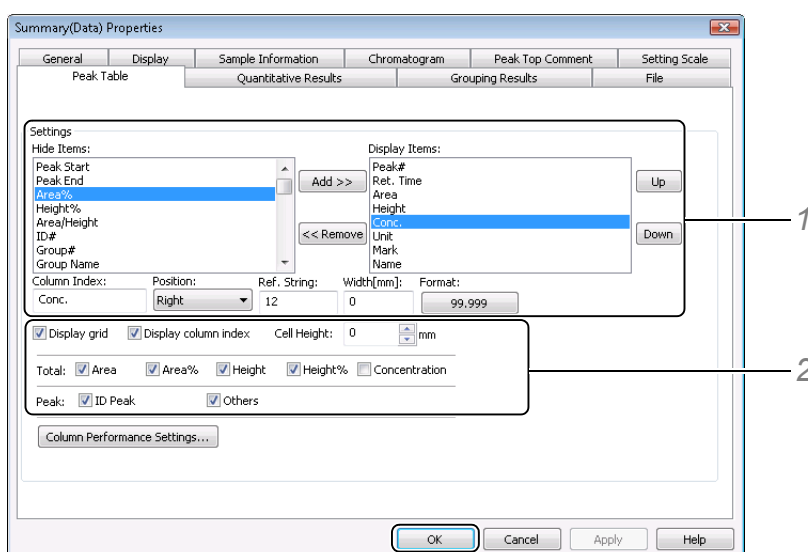 Summary(Data) Properties
General Display Sample Information Chromatogram Peak Top Comment Setting Scale
Peak Table Quantitative Results Grouping Results File
Settings
Hide Items: Display Items:
Peak Start Peak#
Peak End Add >> Ret. Time Up
Area% Area
Height% Height
Area/Height Conc. 1
ID# << Remove Unit Down
Group# Mark
Group Name Name
Column Index: Position: Ref. String: Width[mm]: Format:
Conc. Right 12 0 99.999
Display grid Display column index Cell Height: 0 mm
Total: Area Area% Height Height% Concentration 2
Peak: ID Peak Others
Column Performance Settings...
OK Cancel Apply Help